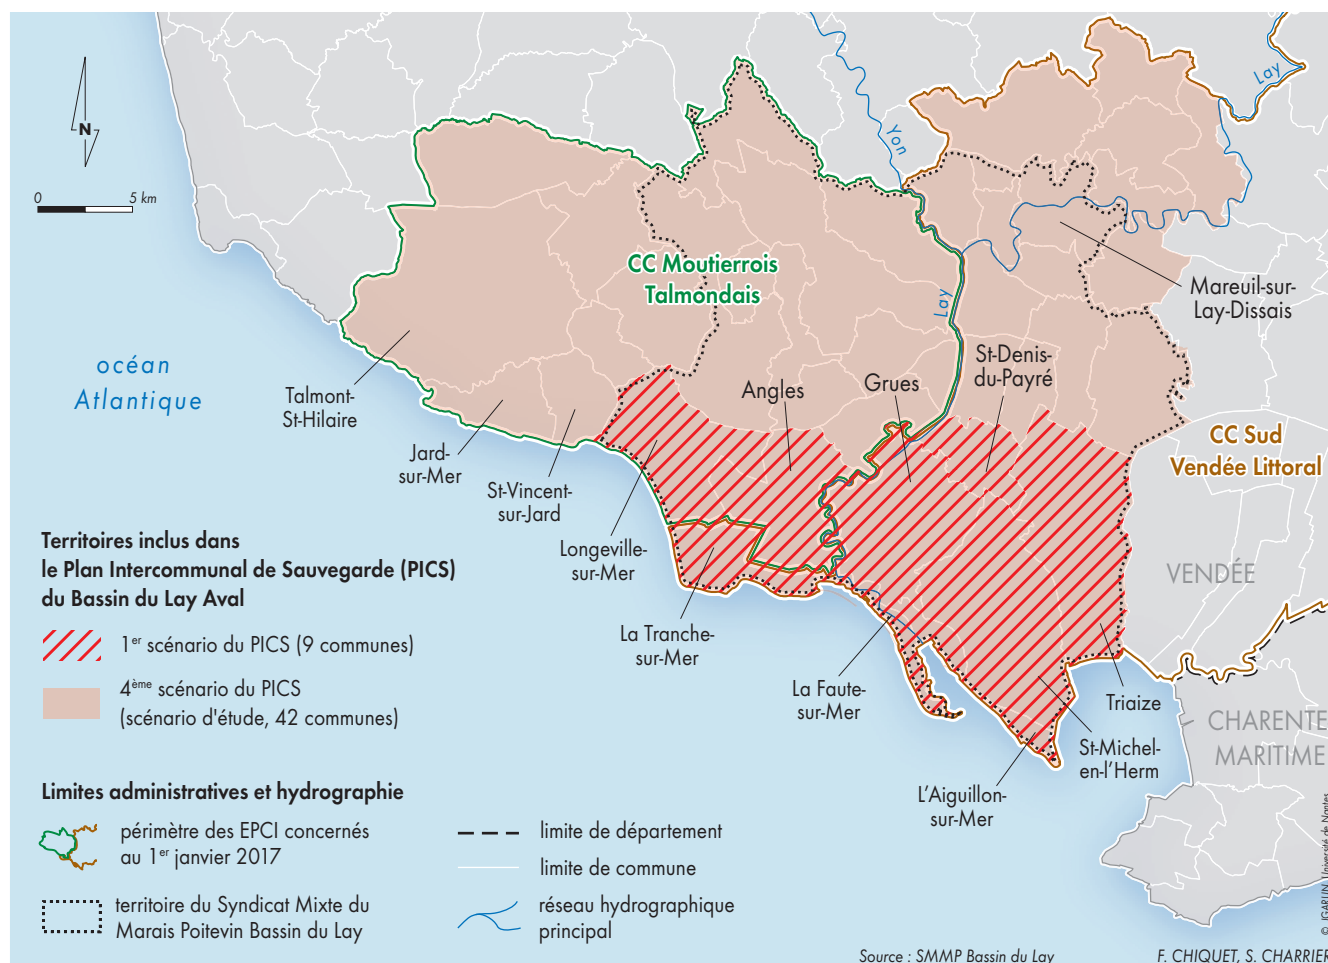 N
0 5 km
océan
Atlantique
Yon
Lay
Lay
CC Moutierrois
Talmondais
Mareuil-sur-
Lay-Dissais
St-Denis-
du-Payré
Angles
Grues
Talmont-
St-Hilaire
Jard-
sur-Mer
St-Vincent-
sur-Jard
Longeville-
sur-Mer
La Tranche-
sur-Mer
La Faute-
sur-Mer
L'Aiguillon-
sur-Mer
St-Michel-
en-l'Herm
Triaize
CC Sud
Vendée Littoral
VENDÉE
CHARENTE
MARITIME
Territoires inclus dans
le Plan Intercommunal de Sauvegarde (PICS)
du Bassin du Lay Aval
1er scénario du PICS (9 communes)
4ème scénario du PICS
(scénario d'étude, 42 communes)
Limites administratives et hydrographie
périmètre des EPCI concernés
au 1er janvier 2017
territoire du Syndicat Mixte du
Marais Poitevin Bassin du Lay
limite de département
limite de commune
réseau hydrographique
principal
Source : SMMP Bassin du Lay
F. CHIQUET, S. CHARRIER
© IGARUN, Université de Nantes